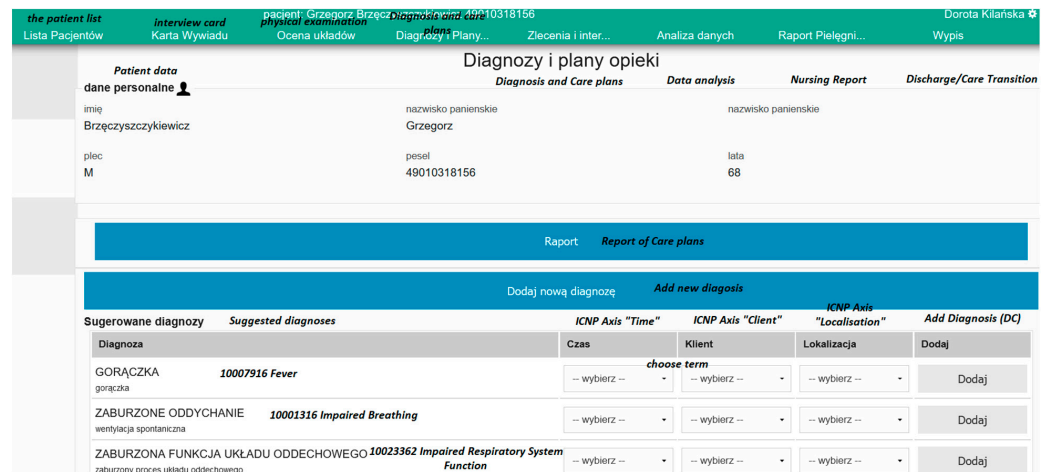 pacjent: Grzegorz Brzęczyszczykiewicz 49010318156
Dorota Kilańska
the patient list
interview card
physical examination
Diagnosis and care plans
Lista Pacjentów
Karta Wywiadu
Ocena układów
Diagnozy i Plany...
Zlecenia i inter...
Analiza danych
Raport Pielęgni...
Wypis
Diagnozy i plany opieki
Patient data
Diagnosis and Care plans
Data analysis
Nursing Report
Discharge/Care Transition
dane personalne
imię
nazwisko panienskie
nazwisko panienskie
Brzęczyszczykiewicz
Grzegorz
plec
pesel
lata
M
49010318156
68
Raport
Report of Care plans
Dodaj nową diagnozę
Add new diagosis
Sugerowane diagnozy
Suggested diagnoses
ICNP Axis "Time"
ICNP Axis "Client"
ICNP Axis
"Localisation"
Add Diagnosis (DC)
Diagnoza
Czas
Klient
Lokalizacja
Dodaj
choose term
GORĄCZKA
10007916 Fever
gorączka
-- wybierz --
-- wybierz --
-- wybierz --
Dodaj
ZABURZONE ODDYCHANIE
10001316 Impaired Breathing
wentylacja spontaniczna
-- wybierz --
-- wybierz --
-- wybierz --
Dodaj
ZABURZONA FUNKCJA UKŁADU ODDECHOWEGO
10023362 Impaired Respiratory System
Function
zaburzony proces układu oddechowego
-- wybierz --
-- wybierz --
-- wybierz --
Dodaj